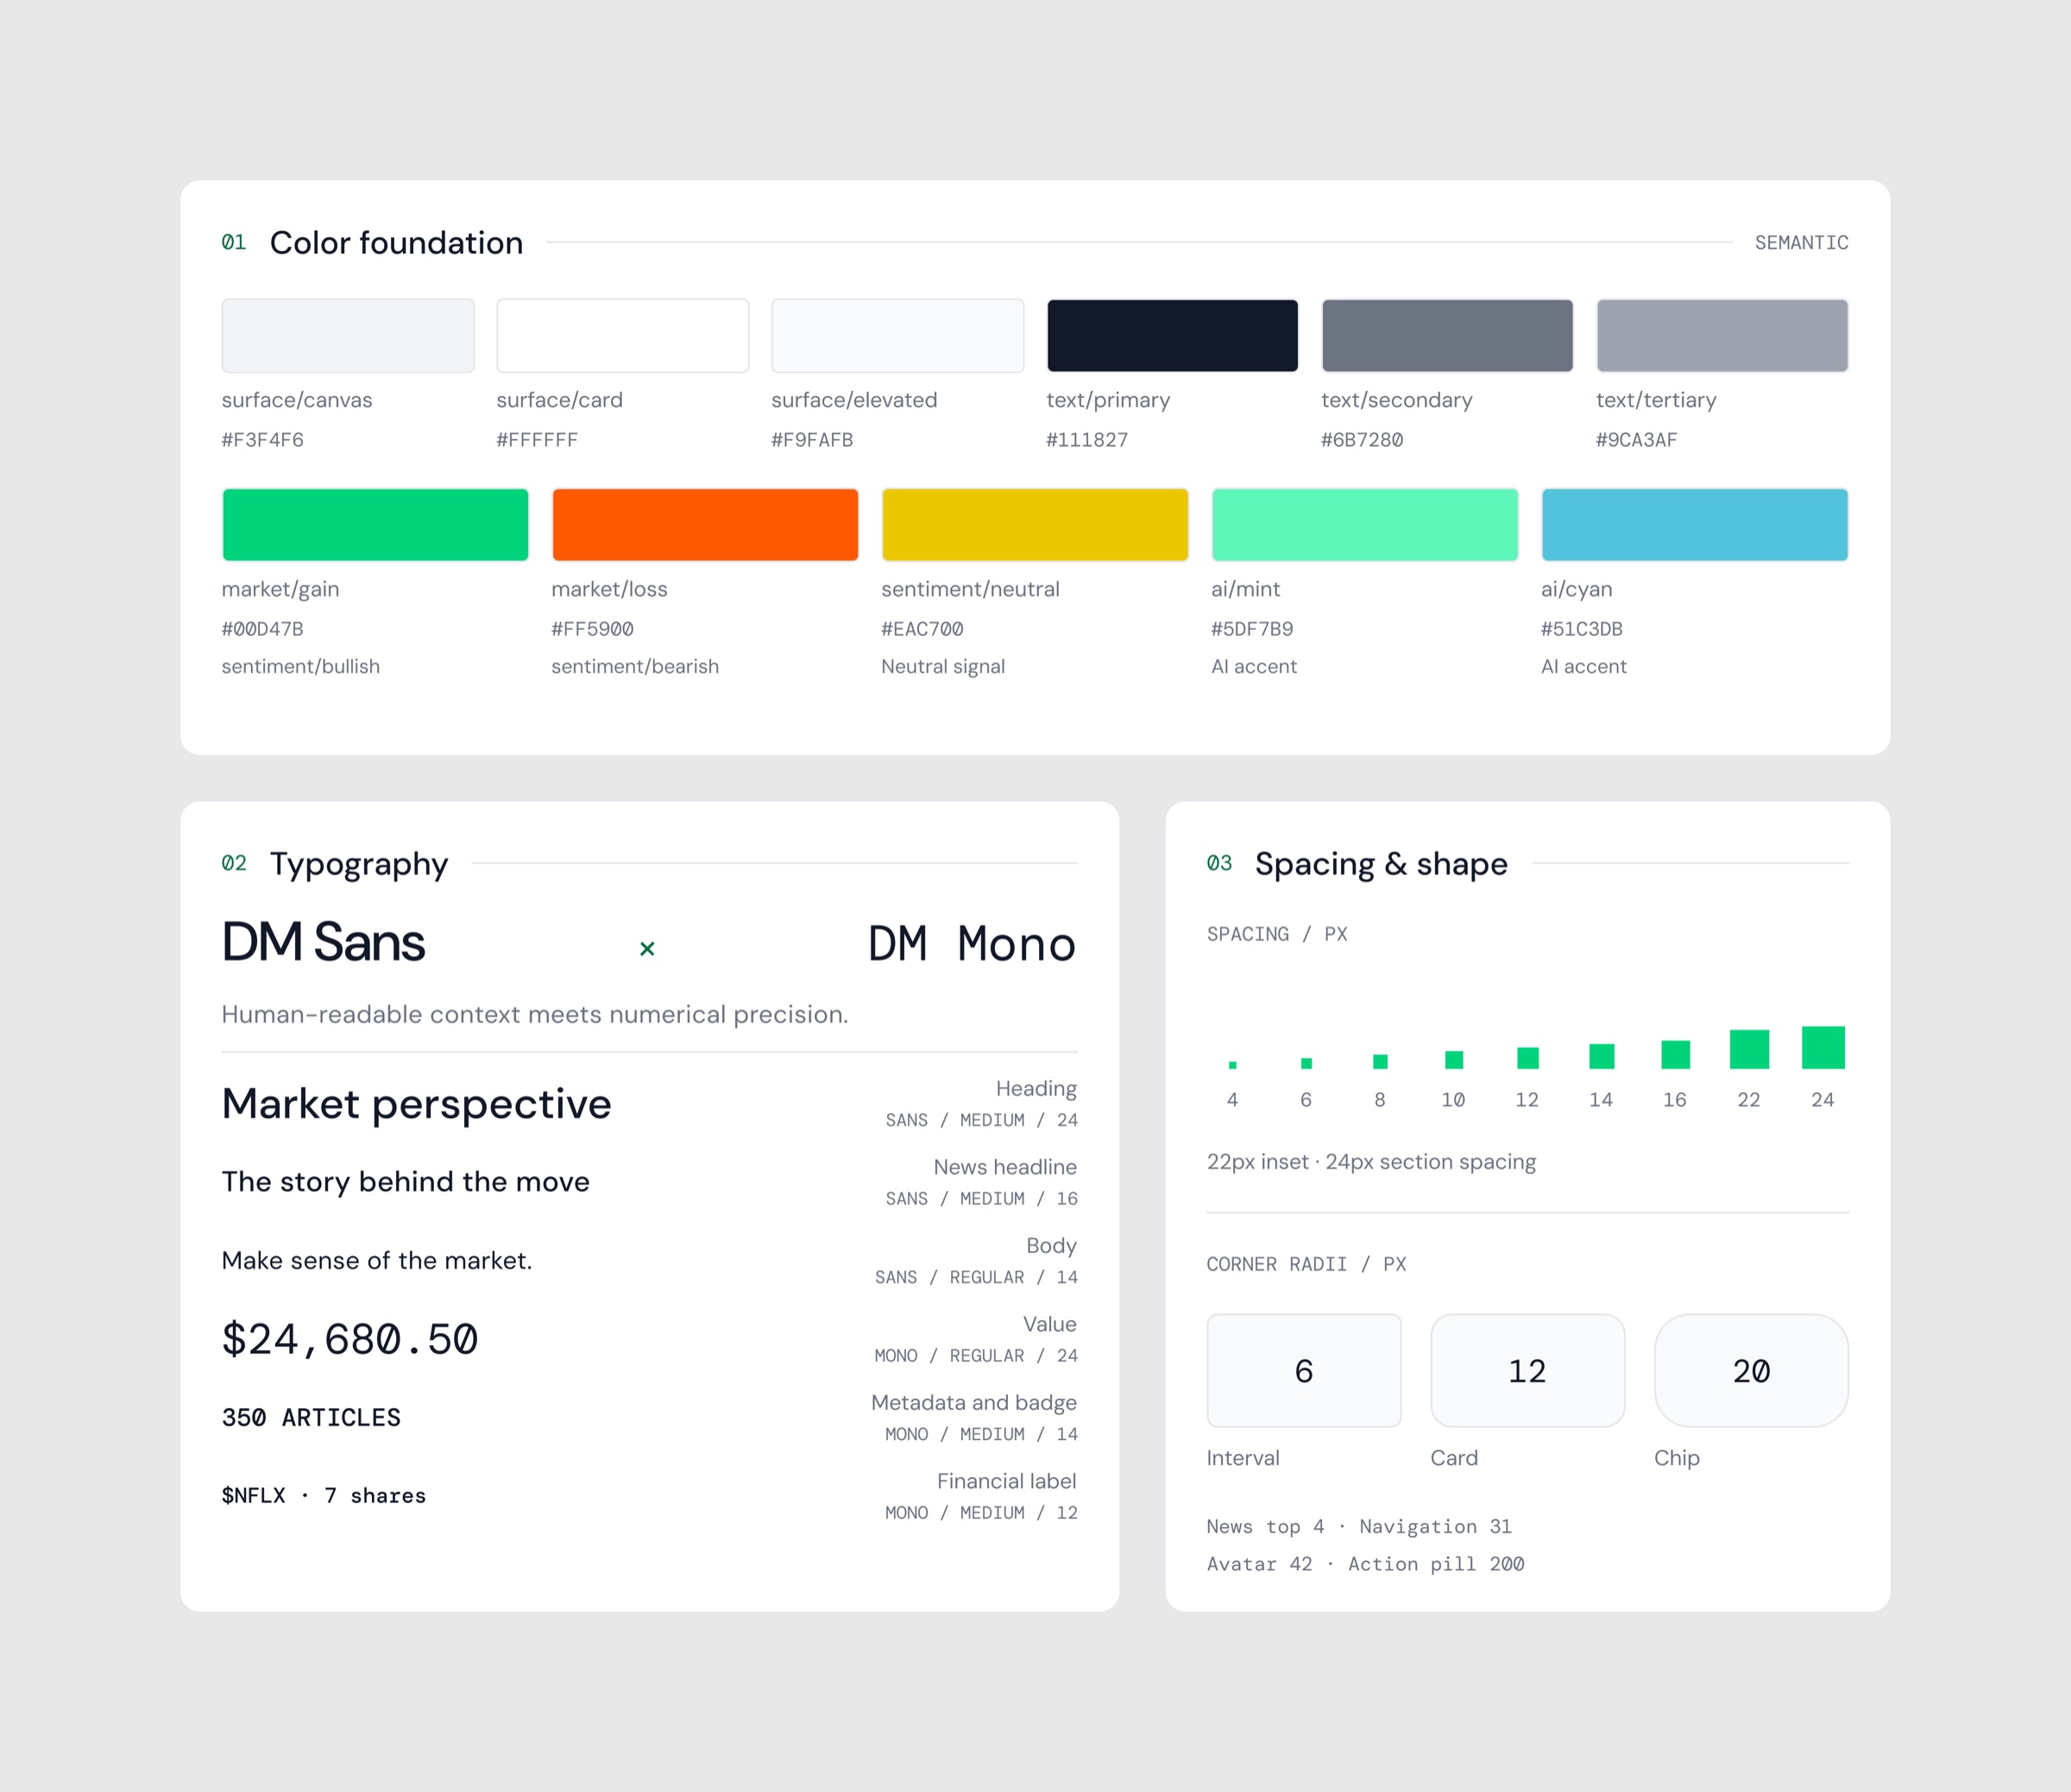 01 Color foundation SEMANTIC
surface/canvas surface/card surface/elevated text/primary text/secondary text/tertiary
#F3F4F6 #FFFFFF #F9FAFB #111827 #6B7280 #9CA3AF
market/gain market/loss sentiment/neutral ai/mint ai/cyan
#00D47B #FF5900 #EAC700 #5DF7B9 #51C3DB
sentiment/bullish sentiment/bearish Neutral signal AI accent AI accent
02 Typography
DM Sans × DM Mono
Human-readable context meets numerical precision.
Market perspective
Heading
SANS / MEDIUM / 24
The story behind the move
News headline
SANS / MEDIUM / 16
Make sense of the market.
Body
SANS / REGULAR / 14
$24,680.50
Value
MONO / REGULAR / 24
350 ARTICLES
Metadata and badge
MONO / MEDIUM / 14
$NFLX · 7 shares
Financial label
MONO / MEDIUM / 12
03 Spacing & shape
SPACING / PX
4 6 8 10 12 14 16 22 24
22px inset · 24px section spacing
CORNER RADII / PX
6 12 20
Interval Card Chip
News top 4 · Navigation 31
Avatar 42 · Action pill 200